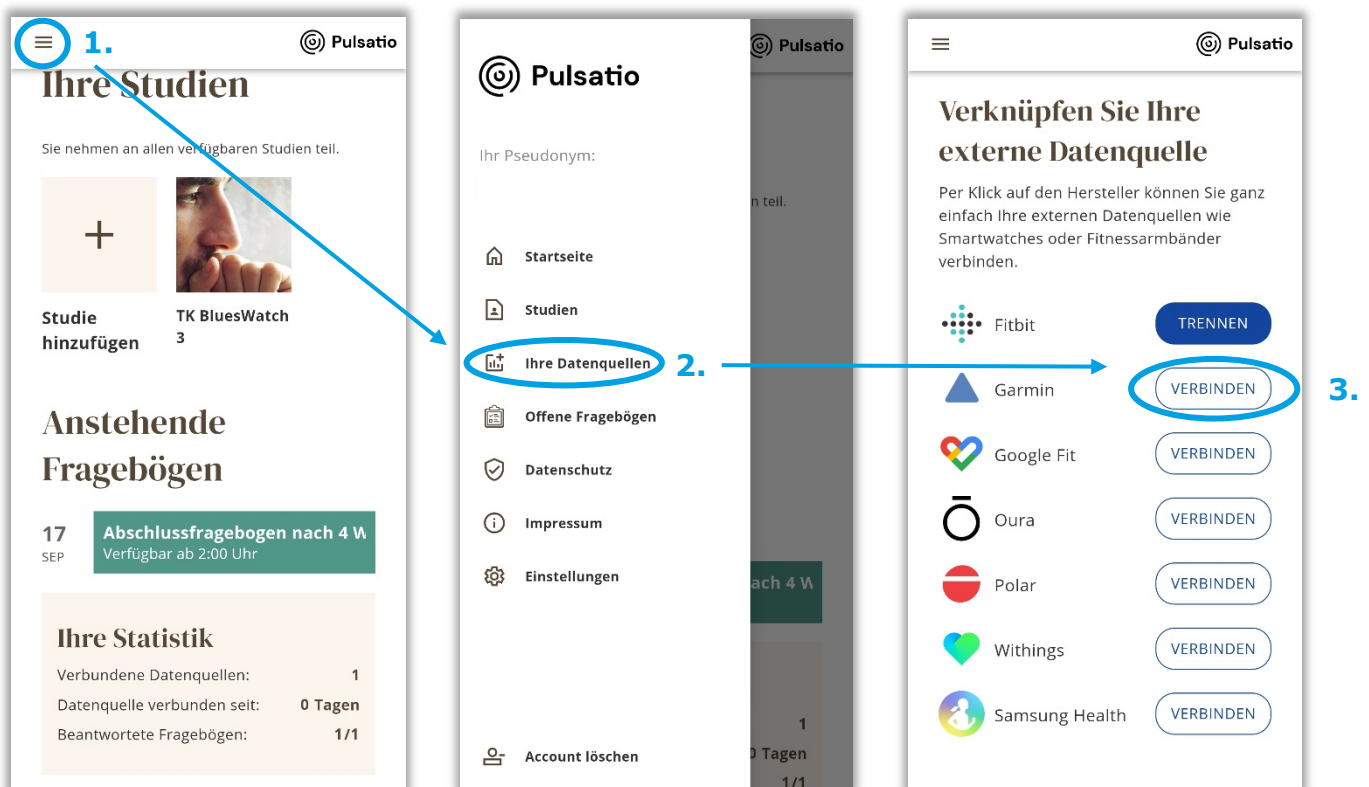 1.
Pulsatio
Ihre Studien
Sie nehmen an allen verfügbaren Studien teil.
Studie
hinzufügen
TK BluesWatch
3
Anstehende
Fragebögen
17
SEP
Abschlussfragebogen nach 4 W
Verfügbar ab 2:00 Uhr
Ihre Statistik
Verbundene Datenquellen: 1
Datenquelle verbunden seit: 0 Tagen
Beantwortete Fragebögen: 1/1
Pulsatio
Pulsatio
Ihr Pseudonym:
n teil.
Startseite
Studien
Ihre Datenquellen
2.
Offene Fragebögen
Datenschutz
Impressum
Einstellungen
ach 4 W
Account löschen
1
0 Tagen
1/1
Pulsatio
Verknüpfen Sie Ihre
externe Datenquelle
Per Klick auf den Hersteller können Sie ganz
einfach Ihre externen Datenquellen wie
Smartwatches oder Fitnessarmbänder
verbinden.
Fitbit TRENNEN
Garmin VERBINDEN
3.
Google Fit VERBINDEN
Oura VERBINDEN
Polar VERBINDEN
Withings VERBINDEN
Samsung Health VERBINDEN